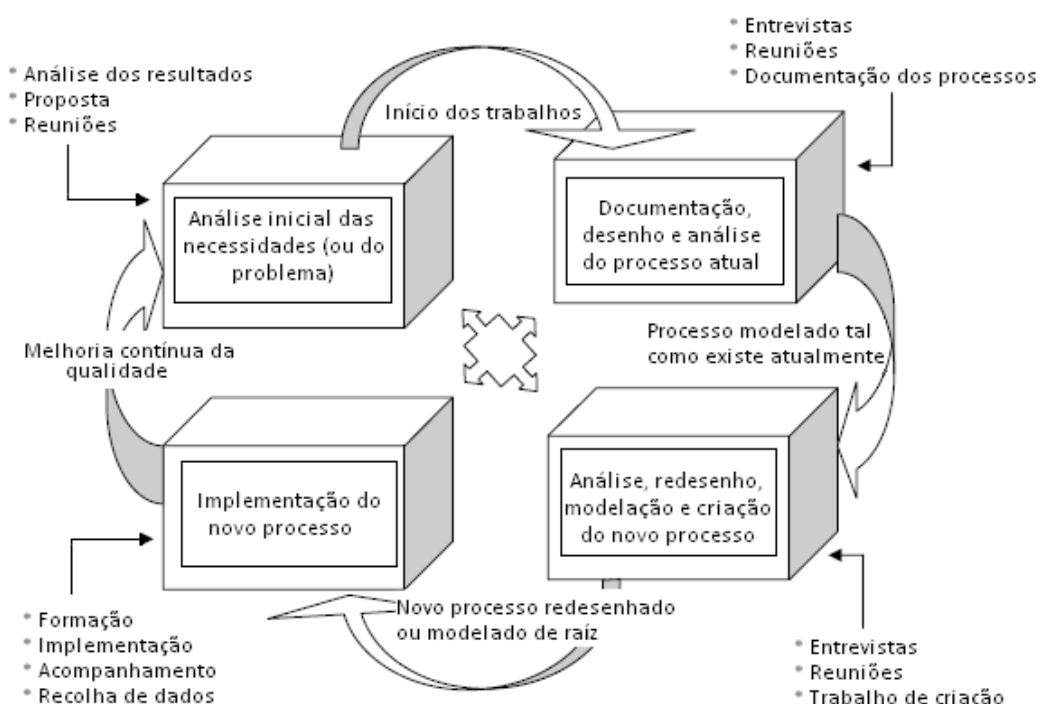 * Entrevistas
* Reuniões
* Documentação dos processos
* Análise dos resultados
* Proposta
* Reuniões
Início dos trabalhos
Análise inicial das
necessidades (ou do
problema)
Documentação,
desenho e análise
do processo atual
Melhoria contínua da
qualidade
Processo modelado tal
como existe atualmente
Implementação do
novo processo
Análise, redesenho,
modelação e criação
do novo processo
Novo processo redesenhado
ou modelado de raíz
* Formação
* Implementação
* Acompanhamento
* Recolha de dados
* Entrevistas
* Reuniões
* Trabalho de criação